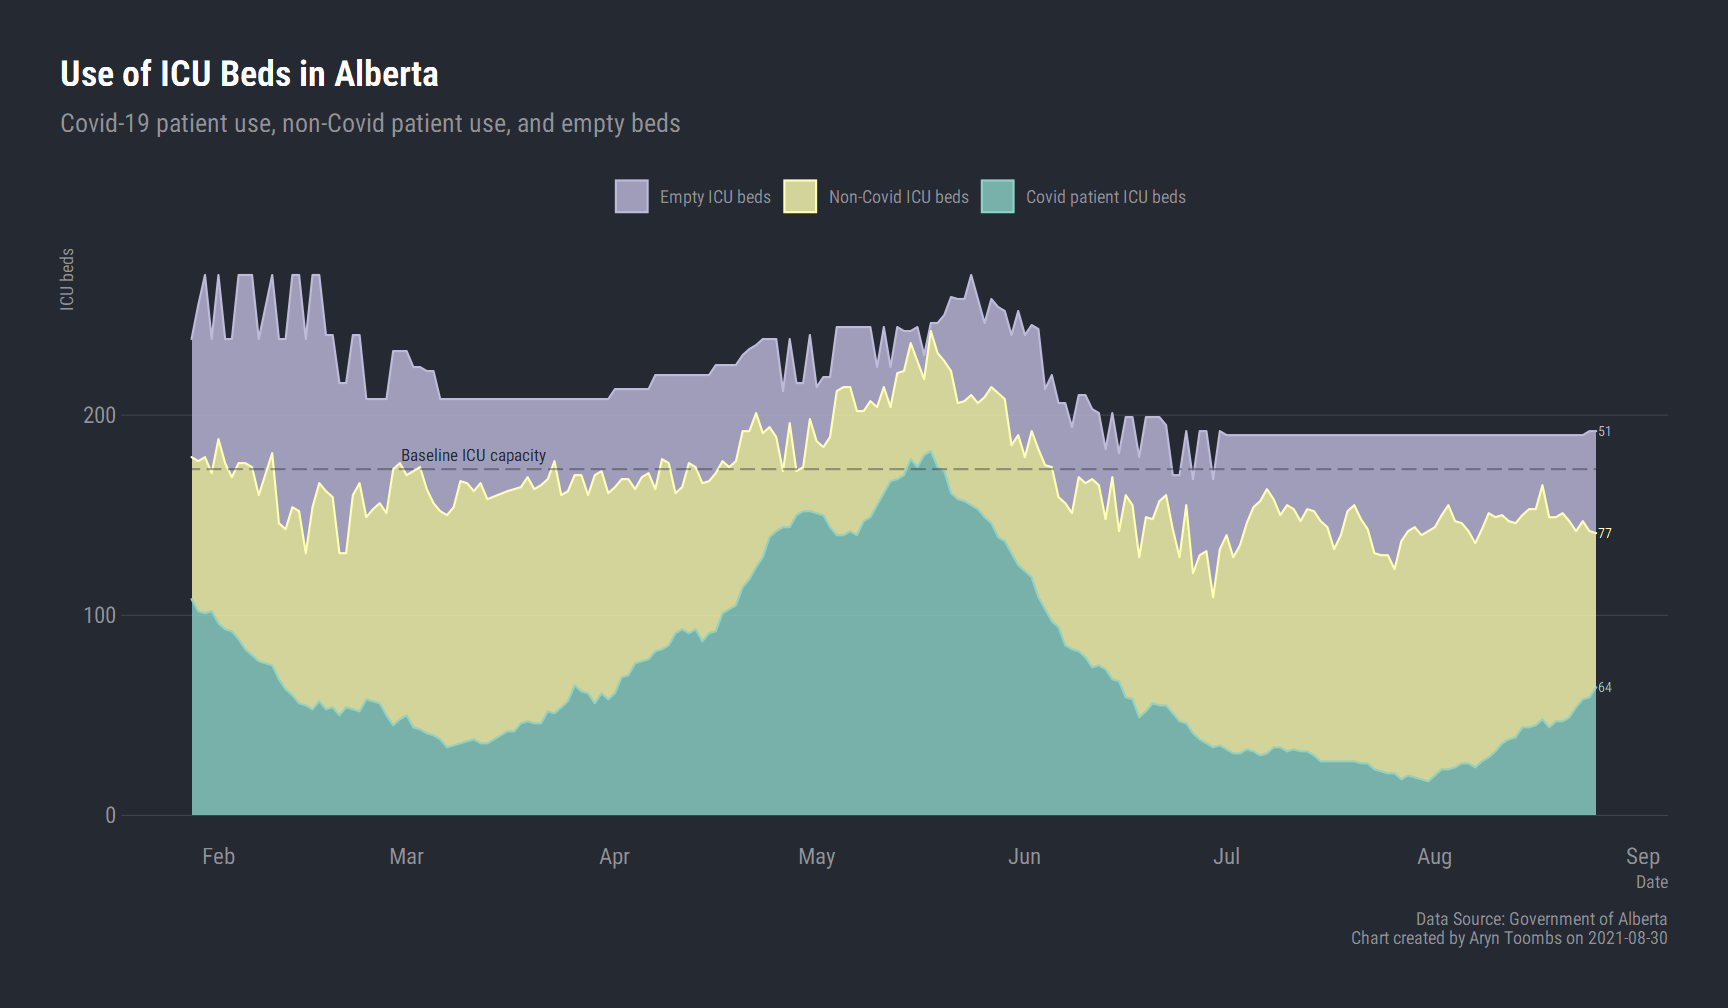 Use of ICU Beds in Alberta
Covid-19 patient use, non-Covid patient use, and empty beds
Empty ICU beds Non-Covid ICU beds Covid patient ICU beds
ICU beds
200
100
0
Baseline ICU capacity
51
77
64
Feb Mar Apr May Jun Jul Aug Sep
Date
Data Source: Government of Alberta
Chart created by Aryn Toombs on 2021-08-30